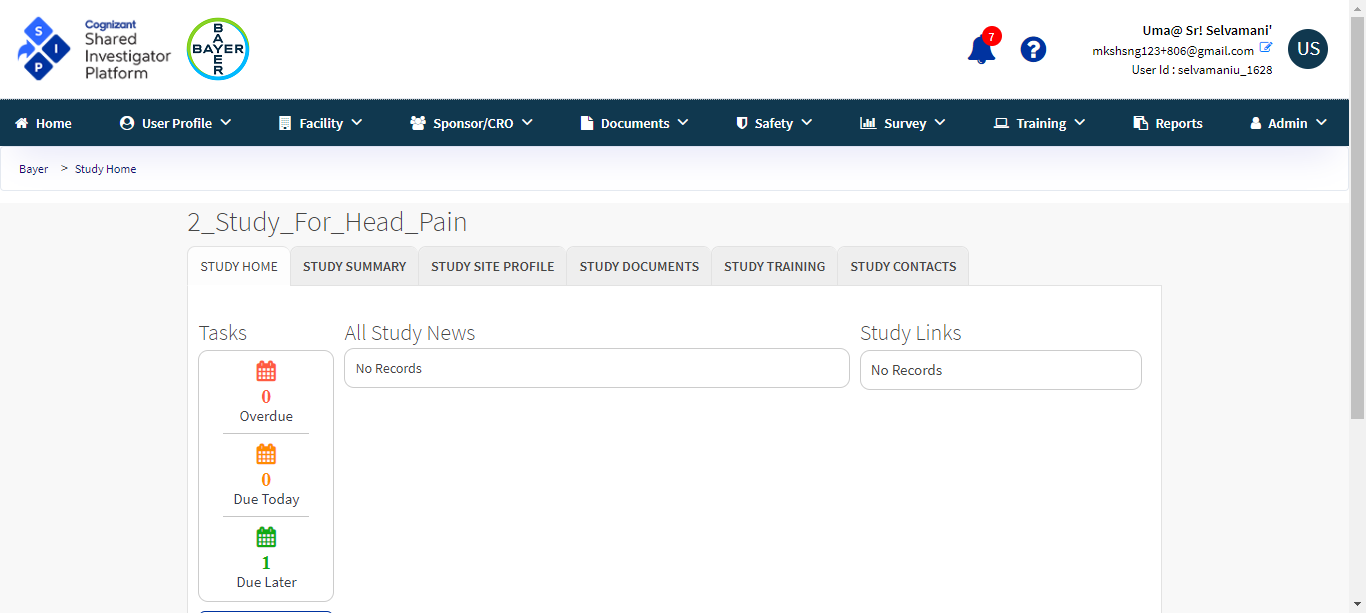 S
I
P
Cognizant
Shared
Investigator
Platform
BAYER
BAYER
7
?
Uma@ Sr! Selvamani'
mkshsng123+806@gmail.com
User Id : selvamaniu_1628
US
Home
User Profile
Facility
Sponsor/CRO
Documents
Safety
Survey
Training
Reports
Admin
Bayer > Study Home
2_Study_For_Head_Pain
STUDY HOME
STUDY SUMMARY
STUDY SITE PROFILE
STUDY DOCUMENTS
STUDY TRAINING
STUDY CONTACTS
Tasks
0
Overdue
0
Due Today
1
Due Later
All Study News
No Records
Study Links
No Records